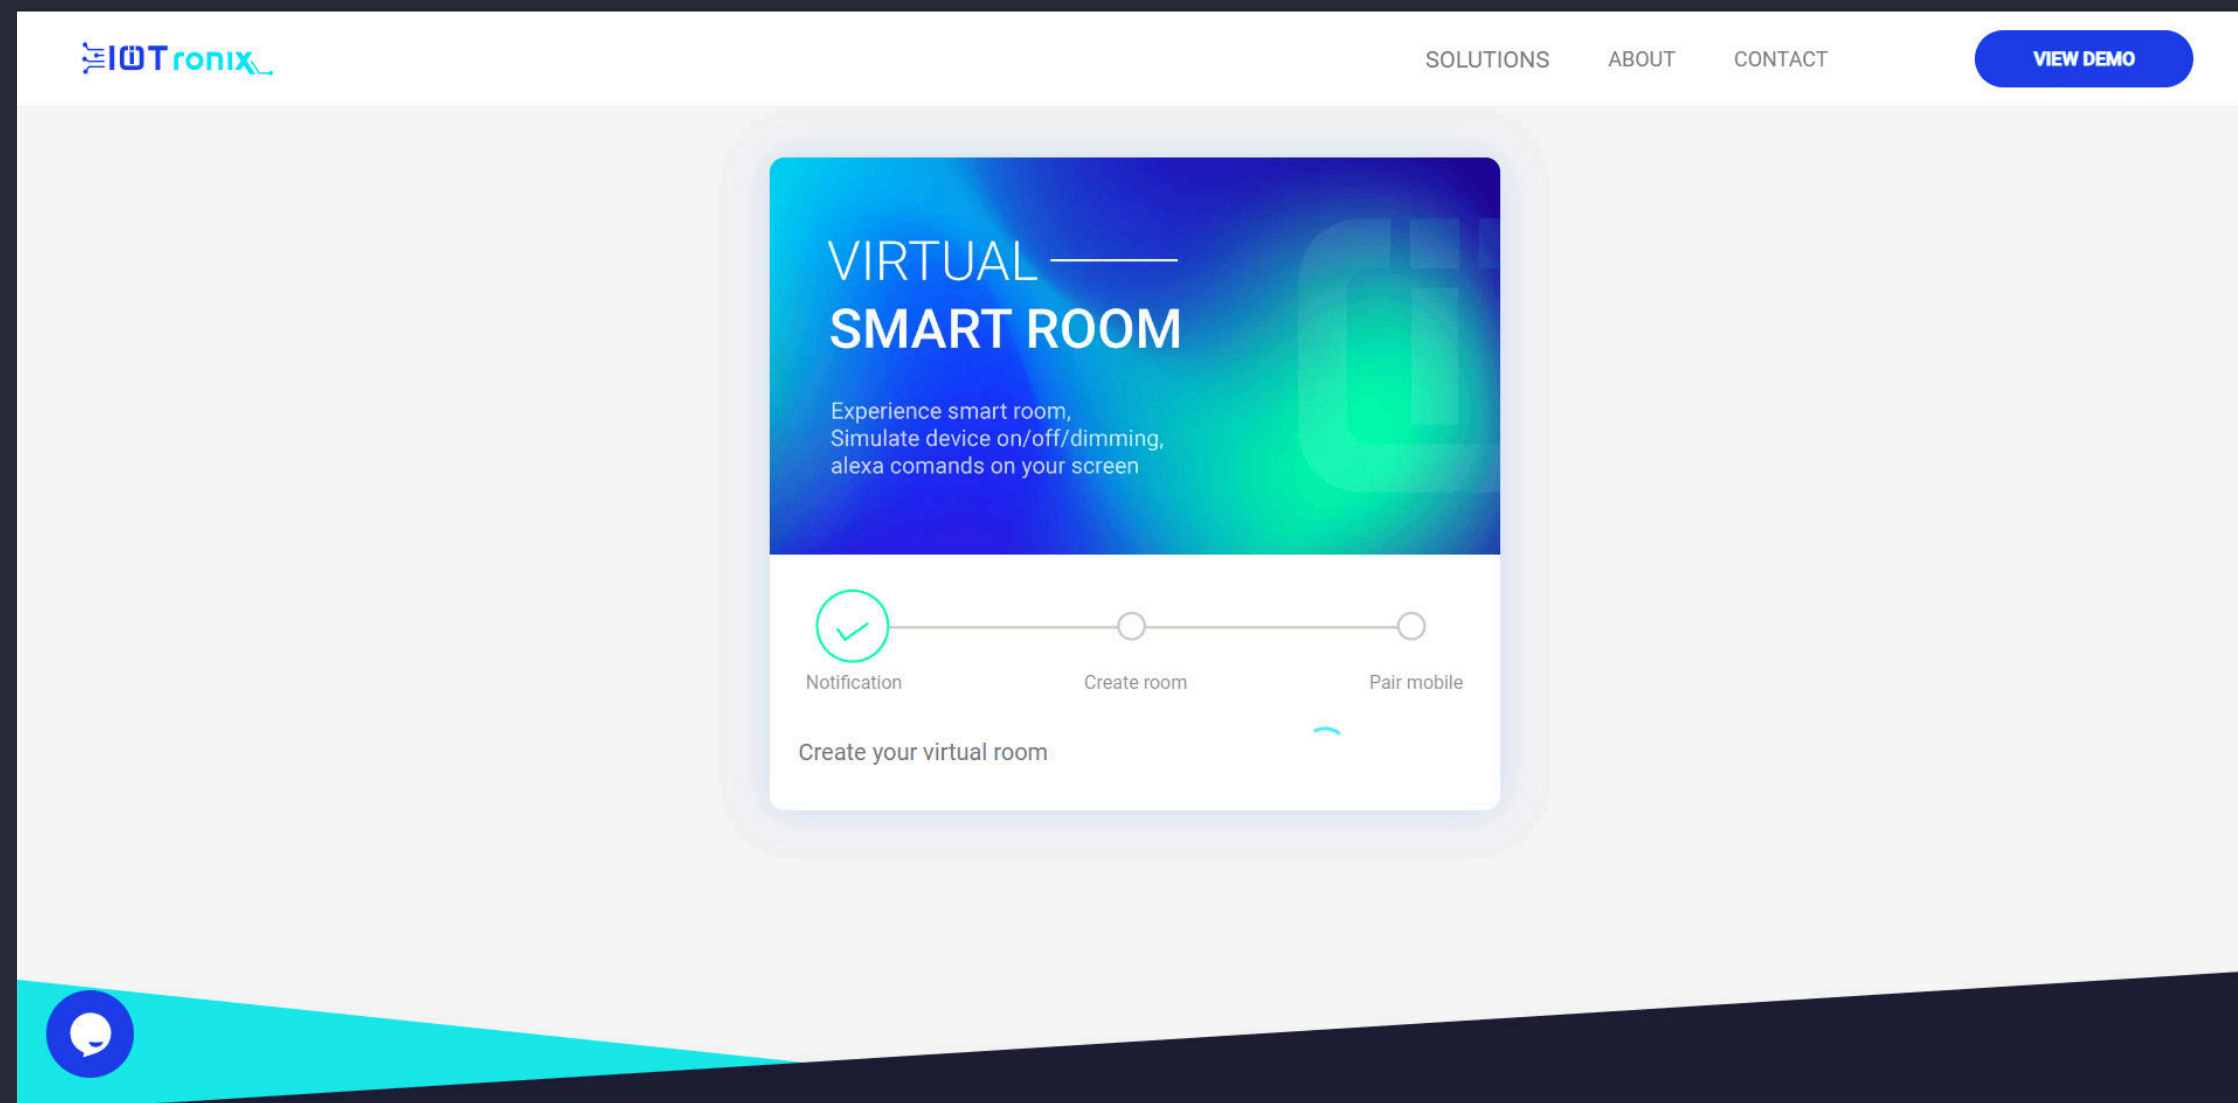 IOTronix
SOLUTIONS
ABOUT
CONTACT
VIEW DEMO
VIRTUAL
SMART ROOM
Experience smart room,
Simulate device on/off/dimming,
alexa comands on your screen
Notification
Create room
Pair mobile
Create your virtual room